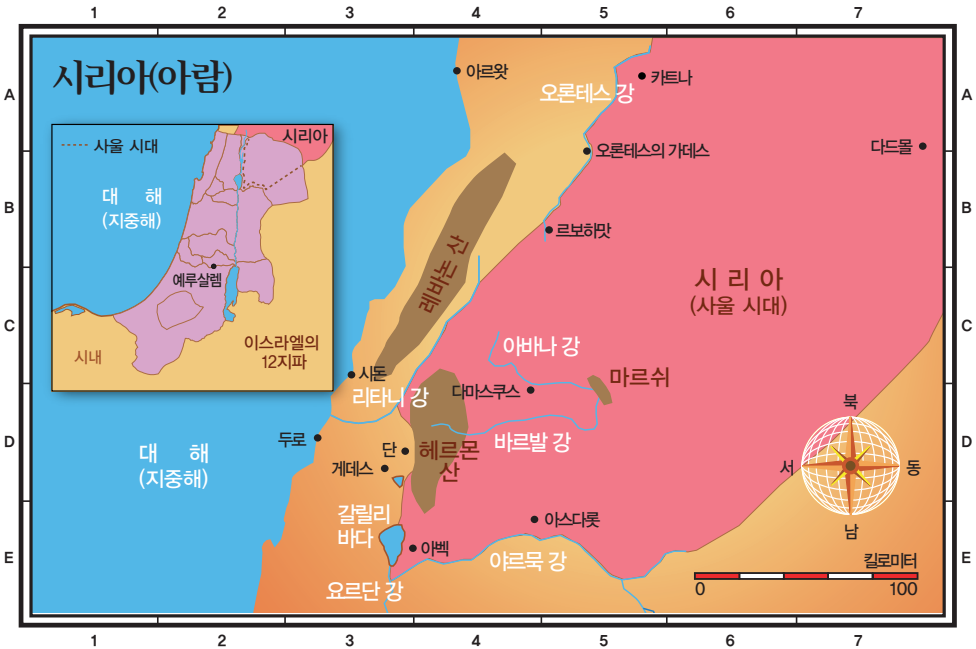 1 2 3 4 5 6 7
A
B
C
D
E
A
B
C
D
E
시리아(아람)
사울 시대
시리아
대 해
(지중해)
예루살렘
시내
이스라엘의
12지파
아르왓
카트나
오론테스 강
오론테스의 가데스
다드몰
르보하맛
레바논 산
시 리 아
(사울 시대)
아바나 강
마르쉬
시돈
리타니 강
다마스쿠스
두로
단
게데스
헤르몬
산
바르발 강
대 해
(지중해)
갈릴리
바다
아벡
아스다롯
야르묵 강
요르단 강
북
서
동
남
킬로미터
0 100
1 2 3 4 5 6 7